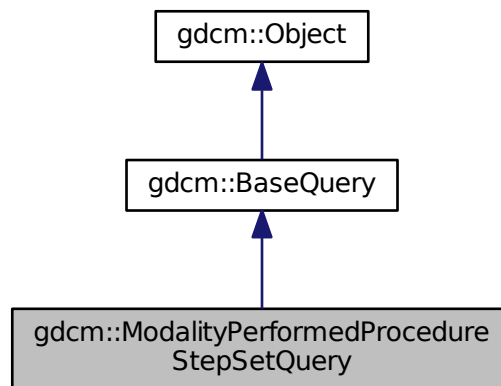 gdcm::Object
gdcm::BaseQuery
gdcm::ModalityPerformedProcedure
StepSetQuery